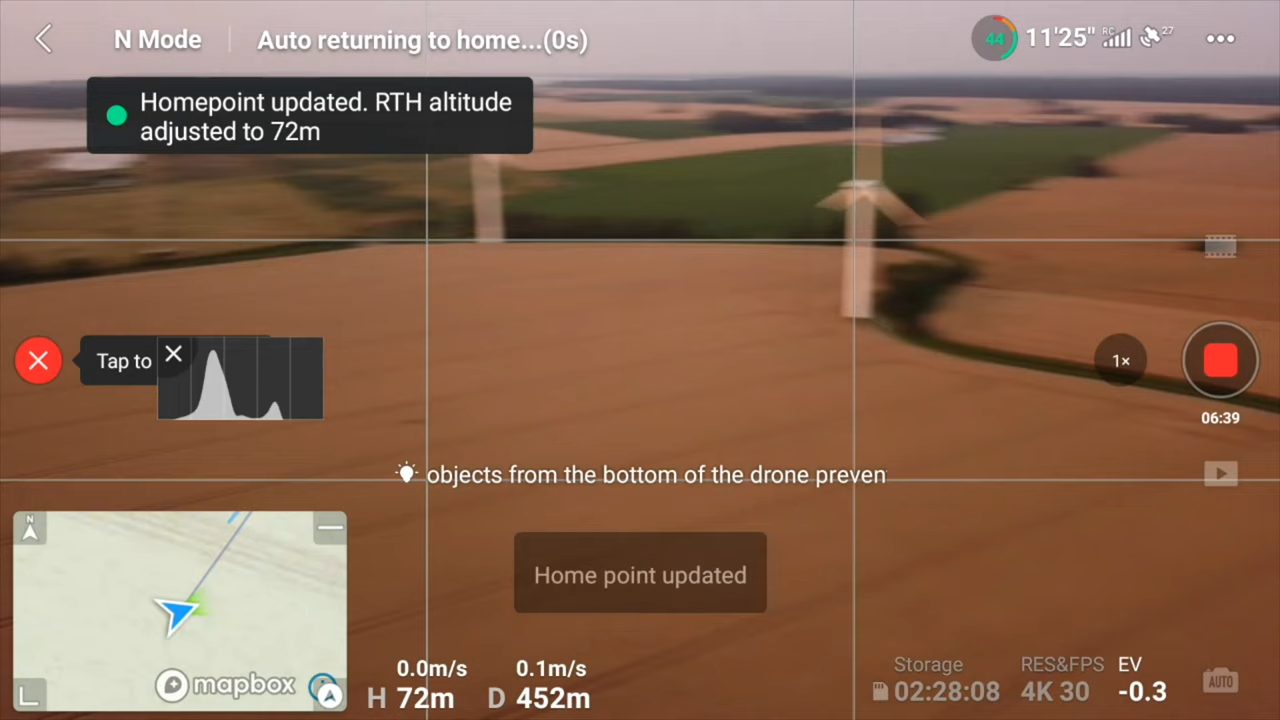 N Mode
Auto returning to home...(0s)
44
11'25"
RC
27
Homepoint updated. RTH altitude
adjusted to 72m
Tap to
1×
06:39
objects from the bottom of the drone preven
Home point updated
N
mapbox
0.0m/s
0.1m/s
H 72m
D 452m
Storage
02:28:08
RES&FPS
4K 30
EV
-0.3
AUTO